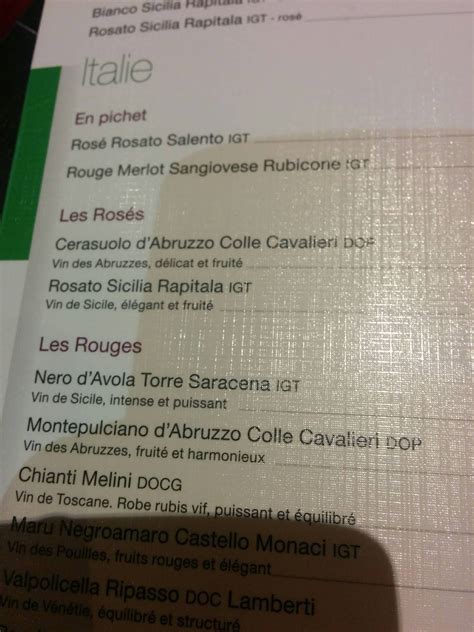 Bianco Sicilia Rapitala IGT
Rosato Sicilia Rapitala IGT - rosé
Italie
En pichet
Rosé Rosato Salento IGT
Rouge Merlot Sangiovese Rubicone IGT
Les Rosés
Cerasuolo d'Abruzzo Colle Cavalieri DOP
Vin des Abruzzes, délicat et fruité
Rosato Sicilia Rapitala IGT
Vin de Sicile, élégant et fruité
Les Rouges
Nero d'Avola Torre Saracena IGT
Vin de Sicile, intense et puissant
Montepulciano d'Abruzzo Colle Cavalieri DOP
Vin des Abruzzes, fruité et harmonieux
Chianti Melini DOCG
Vin de Toscane. Robe rubis vif, puissant et équilibré
Maru Negroamaro Castello Monaci IGT
Vin des Pouilles, fruits rouges et élégant
Valpolicella Ripasso DOC Lamberti
Vin de Vénétie, équilibré et structuré